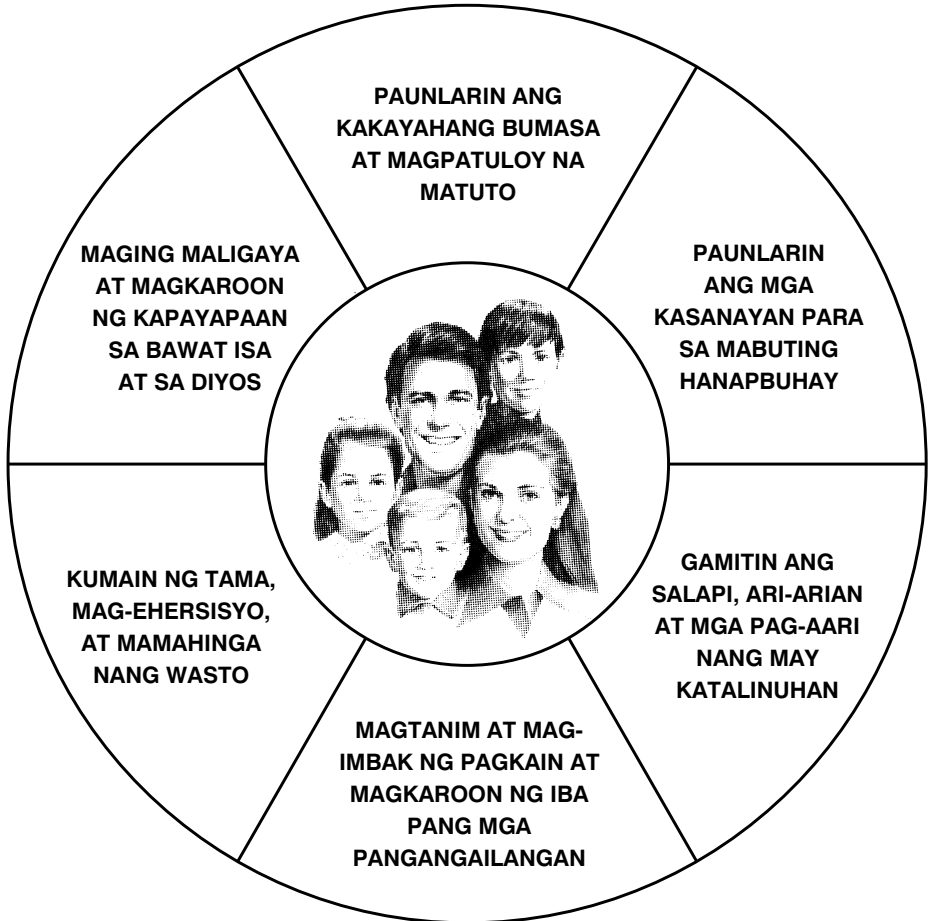 PAUNLARIN ANG
KAKAYAHANG BUMASA
AT MAGPATULOY NA
MATUTO
PAUNLARIN
ANG MGA
KASANAYAN PARA
SA MABUTING
HANAPBUHAY
GAMITIN ANG
SALAPI, ARI-ARIAN
AT MGA PAG-AARI
NANG MAY
KATALINUHAN
MAGTANIM AT MAG-
IMBAK NG PAGKAIN AT
MAGKAROON NG IBA
PANG MGA
PANGANGAILANGAN
KUMAIN NG TAMA,
MAG-EHERSISYO,
AT MAMAHINGA
NANG WASTO
MAGING MALIGAYA
AT MAGKAROON
NG KAPAYAPAAN
SA BAWAT ISA
AT SA DIYOS